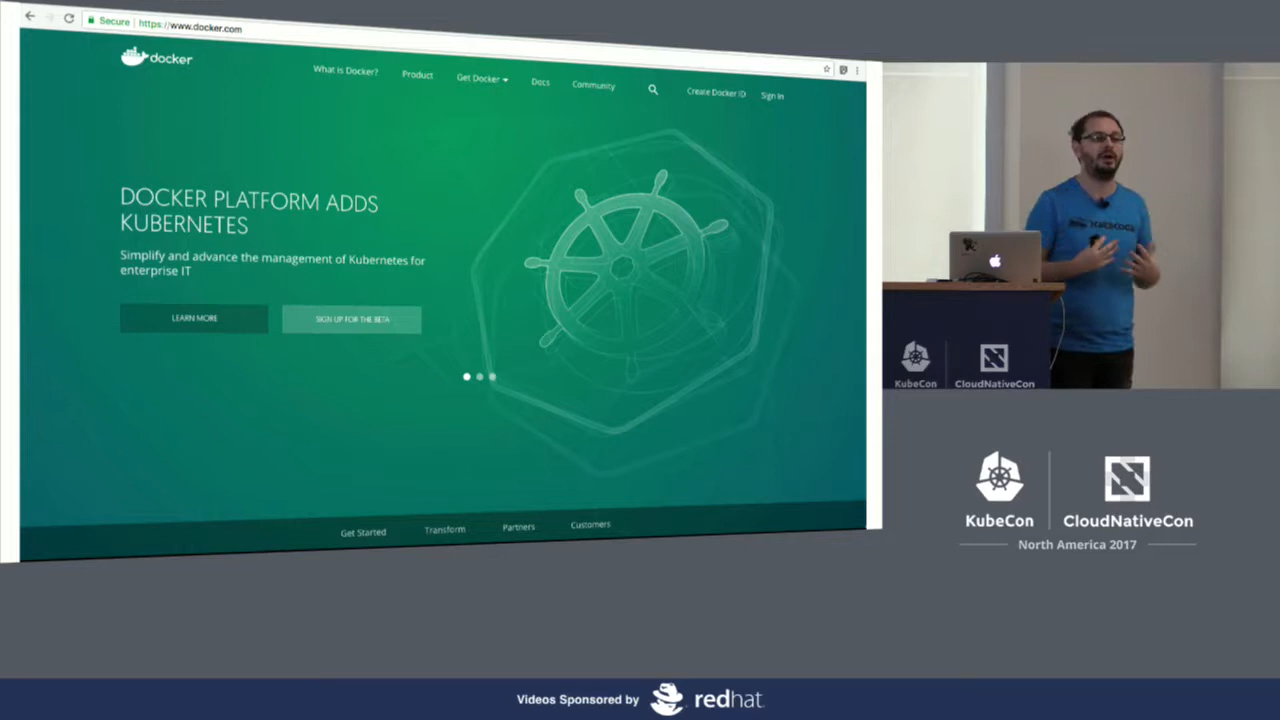 Secure
https://www.docker.com
docker
What is Docker?
Product
Get Docker
Docs
Community
Create Docker ID
Sign In
DOCKER PLATFORM ADDS
KUBERNETES
Simplify and advance the management of Kubernetes for
enterprise IT
LEARN MORE
SIGN UP FOR THE BETA
Get Started
Transform
Partners
Customers
Katacoda
KubeCon
CloudNativeCon
KubeCon
CloudNativeCon
North America 2017
Videos Sponsored by
redhat